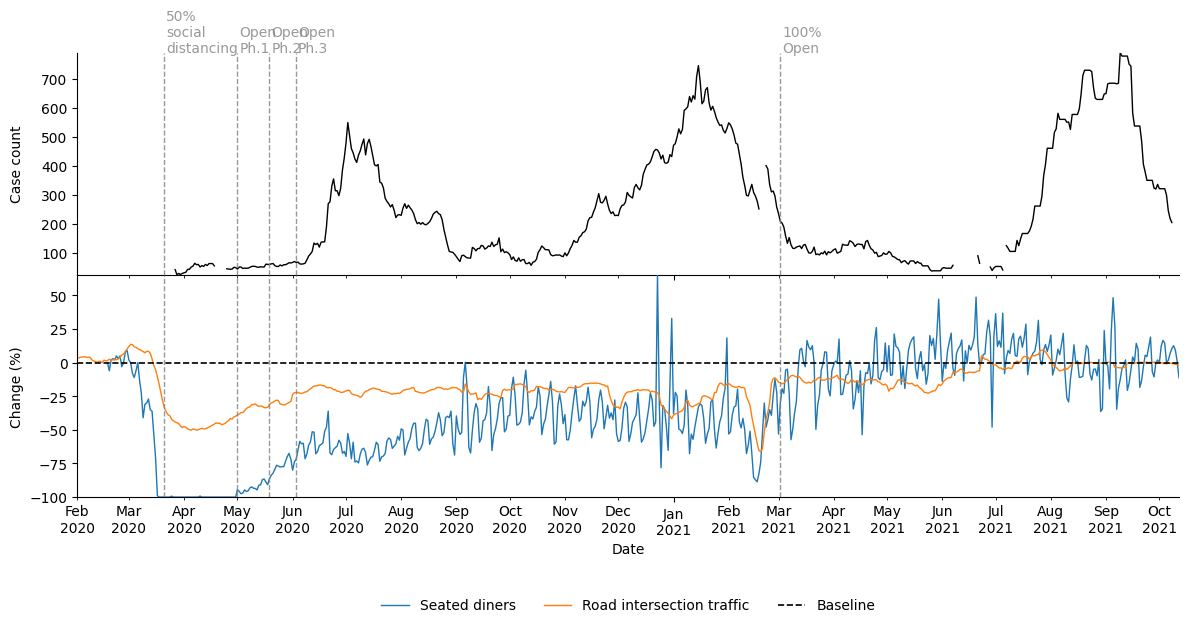 50%
social
distancing
Open
Ph.1
Open
Ph.2
Open
Ph.3
100%
Open
Case count
700
600
500
400
300
200
100
Change (%)
50
25
0
−25
−50
−75
−100
Feb
2020
Mar
2020
Apr
2020
May
2020
Jun
2020
Jul
2020
Aug
2020
Sep
2020
Oct
2020
Nov
2020
Dec
2020
Jan
2021
Feb
2021
Mar
2021
Apr
2021
May
2021
Jun
2021
Jul
2021
Aug
2021
Sep
2021
Oct
2021
Date
Seated diners
Road intersection traffic
Baseline